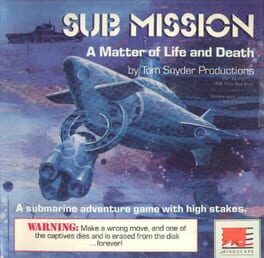 SUB MISSION
A Matter of Life and Death
by Tom Snyder Productions
A submarine adventure game with high stakes.
WARNING: Make a wrong move, and one of
the captives dies and is erased from the disk
...forever!
MINDSCAPE